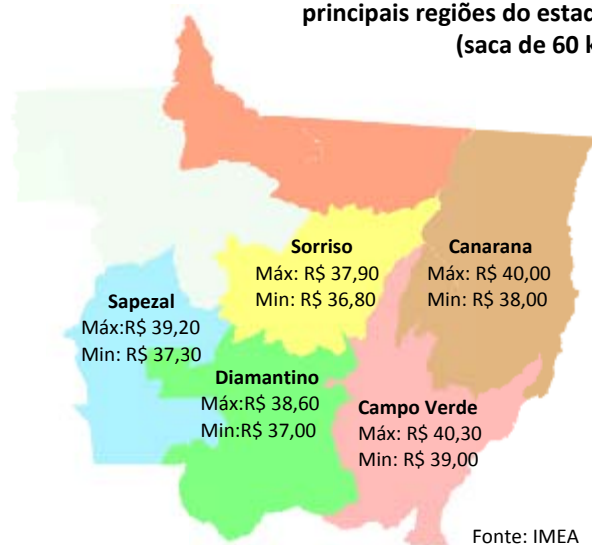 principais regiões do estad
(saca de 60 k
Sorriso
Máx: R$ 37,90
Min: R$ 36,80
Canarana
Máx: R$ 40,00
Min: R$ 38,00
Sapezal
Máx:R$ 39,20
Min: R$ 37,30
Diamantino
Máx:R$ 38,60
Min:R$ 37,00
Campo Verde
Máx: R$ 40,30
Min: R$ 39,00
Fonte: IMEA